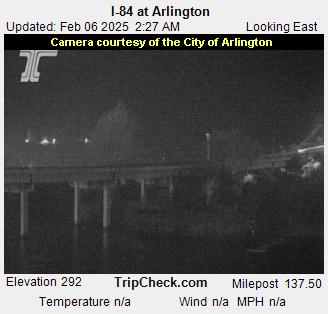 I-84 at Arlington
Updated: Feb 06 2025 2:27 AM Looking East
Camera courtesy of the City of Arlington
Elevation 292 TripCheck.com Milepost 137.50
Temperature n/a Wind n/a MPH n/a